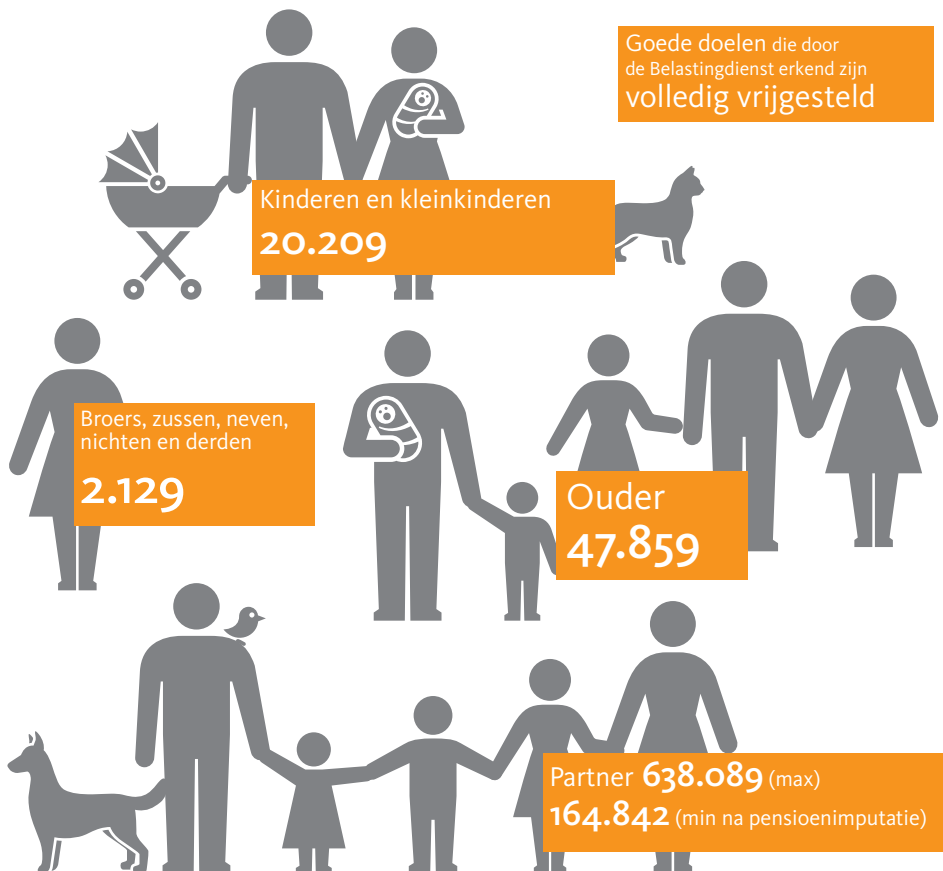 Goede doelen die door
de Belastingdienst erkend zijn
volledig vrijgesteld
Kinderen en kleinkinderen
20.209
Broers, zussen, neven,
nichten en derden
2.129
Ouder
47.859
Partner 638.089 (max)
164.842 (min na pensioenimputatie)